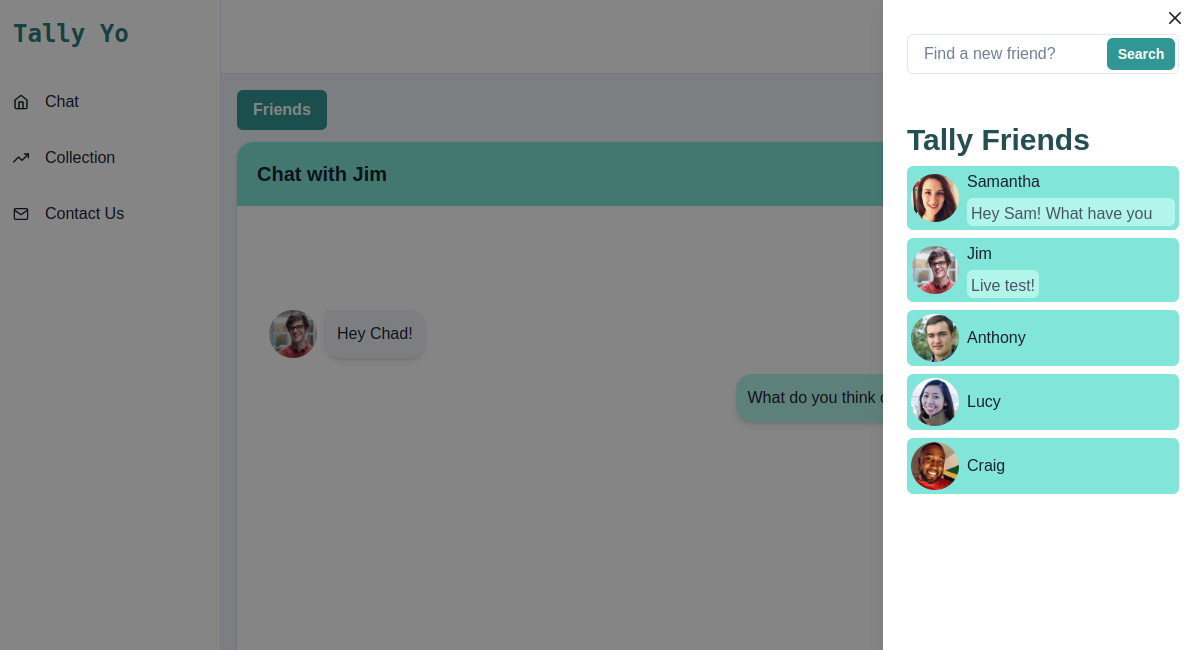 Tally Yo
Chat
Collection
Contact Us
Friends
Chat with Jim
Hey Chad!
What do you think
Find a new friend?
Search
Tally Friends
Samantha
Hey Sam! What have you
Jim
Live test!
Anthony
Lucy
Craig